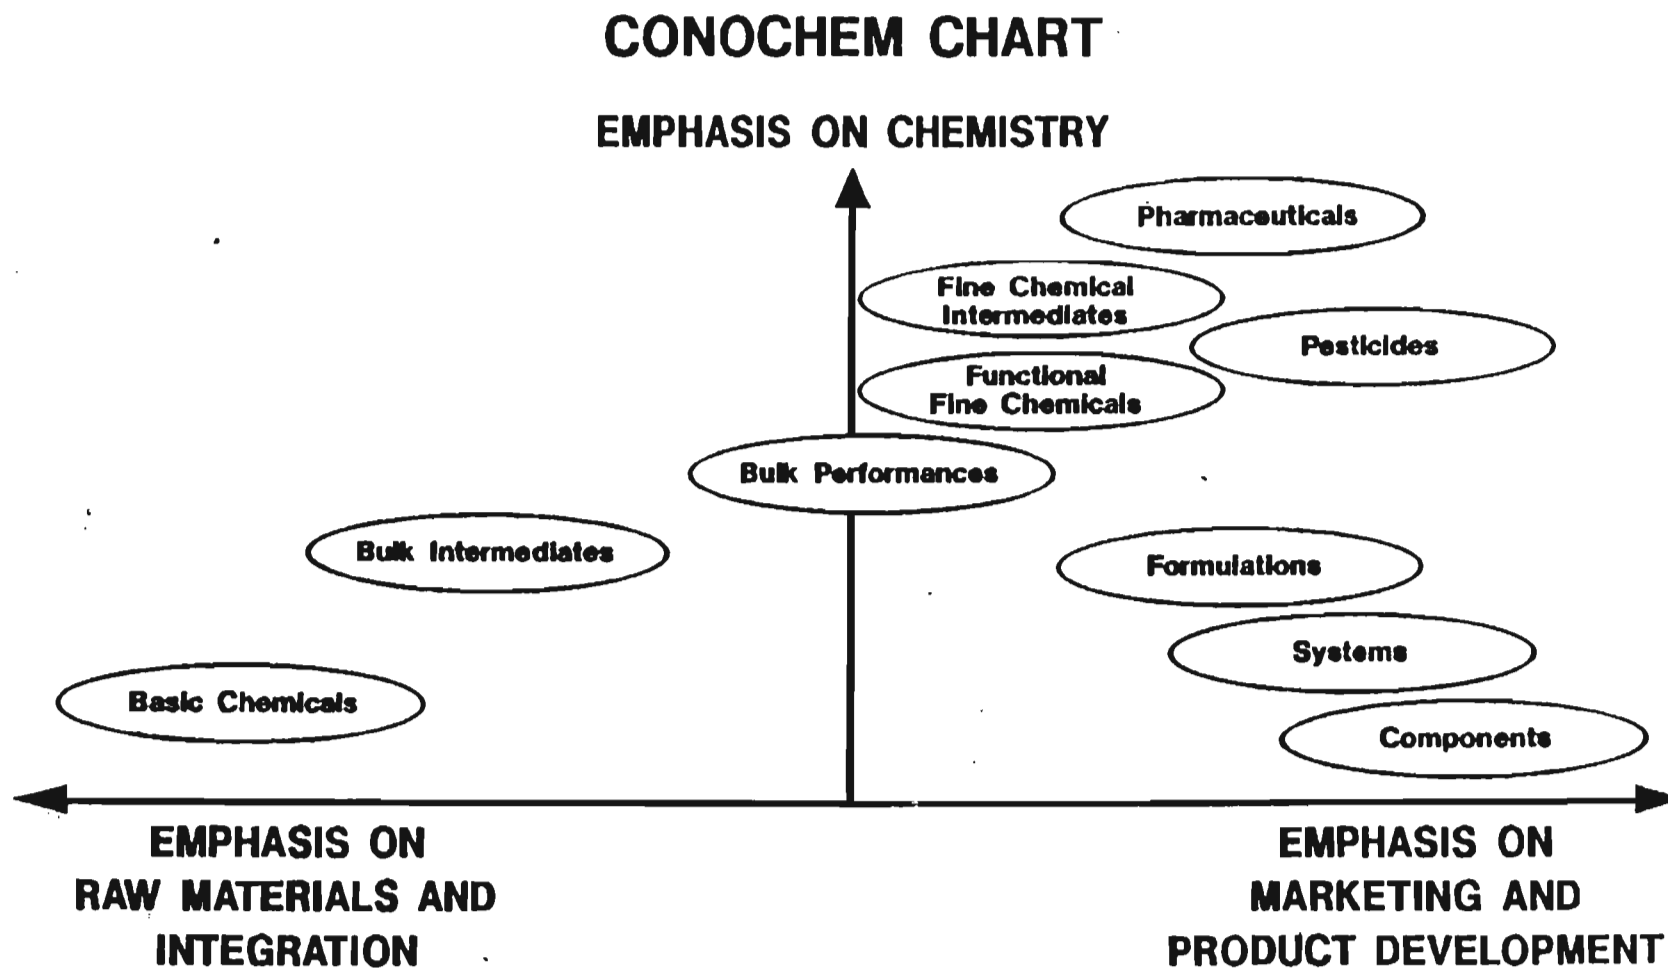 CONOCHEM CHART
EMPHASIS ON CHEMISTRY
Pharmaceuticals
Fine Chemical
Intermediates
Pesticides
Functional
Fine Chemicals
Bulk Performances
Bulk Intermediates
Formulations
Systems
Basic Chemicals
Components
EMPHASIS ON
RAW MATERIALS AND
INTEGRATION
EMPHASIS ON
MARKETING AND
PRODUCT DEVELOPMENT